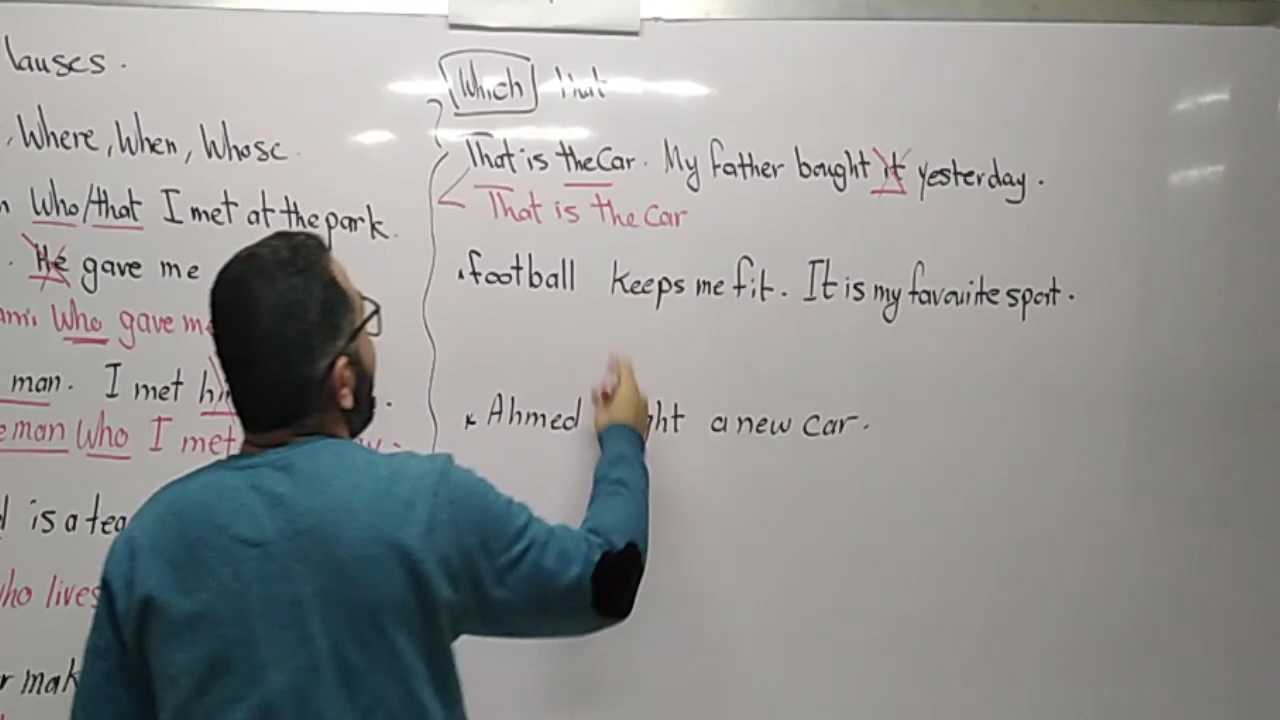 lauses.
, Where, When, Whose.
Who/that I met at the park.
. He gave me
Who gave me
man. I met
man who I met
is a tea
who lives
r mak
Which that
That is the Car. My father bought it yesterday.
That is the car
football keeps me fit. It is my favourite sport.
* Ahmed ght a new car.